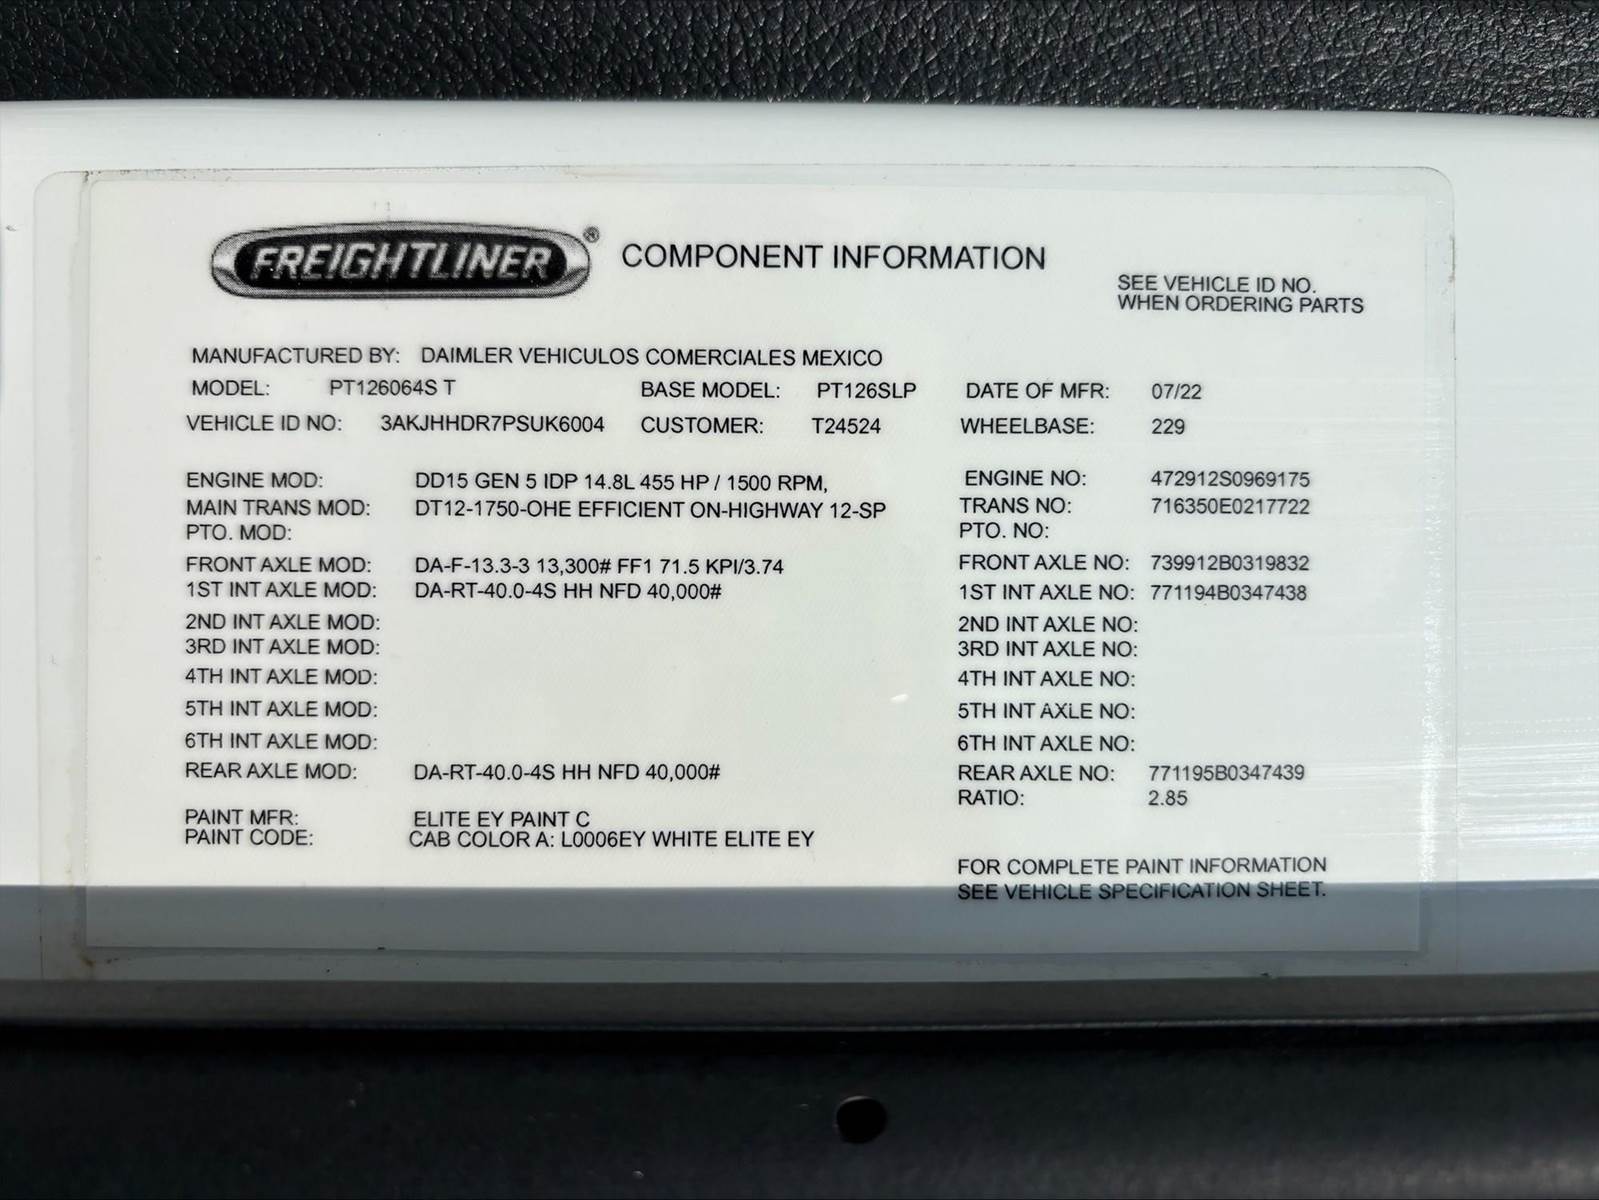 FREIGHTLINER® COMPONENT INFORMATION
SEE VEHICLE ID NO.
WHEN ORDERING PARTS
MANUFACTURED BY: DAIMLER VEHICULOS COMERCIALES MEXICO
MODEL: PT126064S T BASE MODEL: PT126SLP DATE OF MFR: 07/22
VEHICLE ID NO: 3AKJHHDR7PSUK6004 CUSTOMER: T24524 WHEELBASE: 229
ENGINE MOD: DD15 GEN 5 IDP 14.8L 455 HP / 1500 RPM, ENGINE NO: 472912S0969175
MAIN TRANS MOD: DT12-1750-OHE EFFICIENT ON-HIGHWAY 12-SP TRANS NO: 716350E0217722
PTO. MOD: PTO. NO:
FRONT AXLE MOD: DA-F-13.3-3 13,300# FF1 71.5 KPI/3.74 FRONT AXLE NO: 739912B0319832
1ST INT AXLE MOD: DA-RT-40.0-4S HH NFD 40,000# 1ST INT AXLE NO: 771194B0347438
2ND INT AXLE MOD: 2ND INT AXLE NO:
3RD INT AXLE MOD: 3RD INT AXLE NO:
4TH INT AXLE MOD: 4TH INT AXLE NO:
5TH INT AXLE MOD: 5TH INT AXLE NO:
6TH INT AXLE MOD: 6TH INT AXLE NO:
REAR AXLE MOD: DA-RT-40.0-4S HH NFD 40,000# REAR AXLE NO: 771195B0347439
RATIO: 2.85
PAINT MFR: ELITE EY PAINT C
PAINT CODE: CAB COLOR A: L0006EY WHITE ELITE EY
FOR COMPLETE PAINT INFORMATION
SEE VEHICLE SPECIFICATION SHEET.